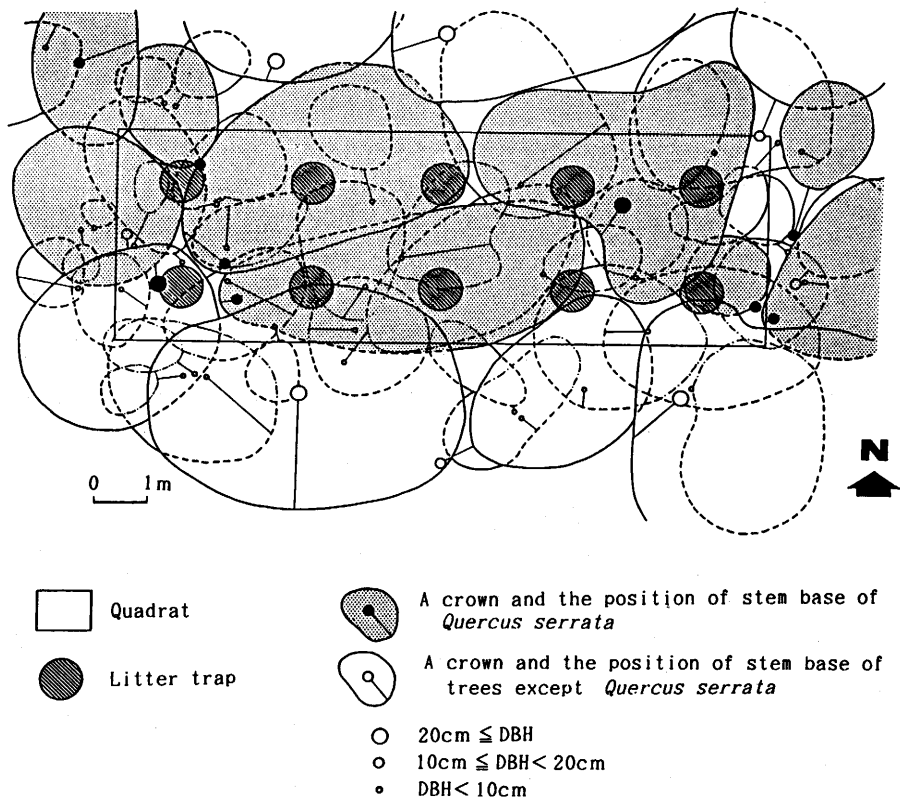 N
0 1m
Quadrat
Litter trap
A crown and the position of stem base of
Quercus serrata
A crown and the position of stem base of
trees except Quercus serrata
20cm ≦ DBH
10cm ≦ DBH < 20cm
DBH < 10cm